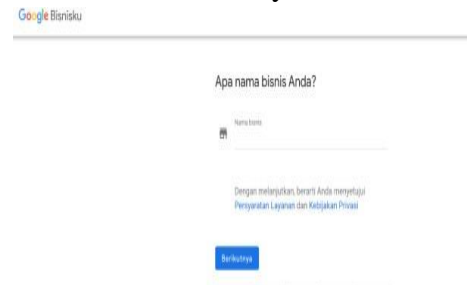 Google Bisnisku
Apa nama bisnis Anda?
Nama bisnis
Dengan melanjutkan, berarti Anda menyetujui
Persyaratan Layanan dan Kebijakan Privasi
Berikutnya